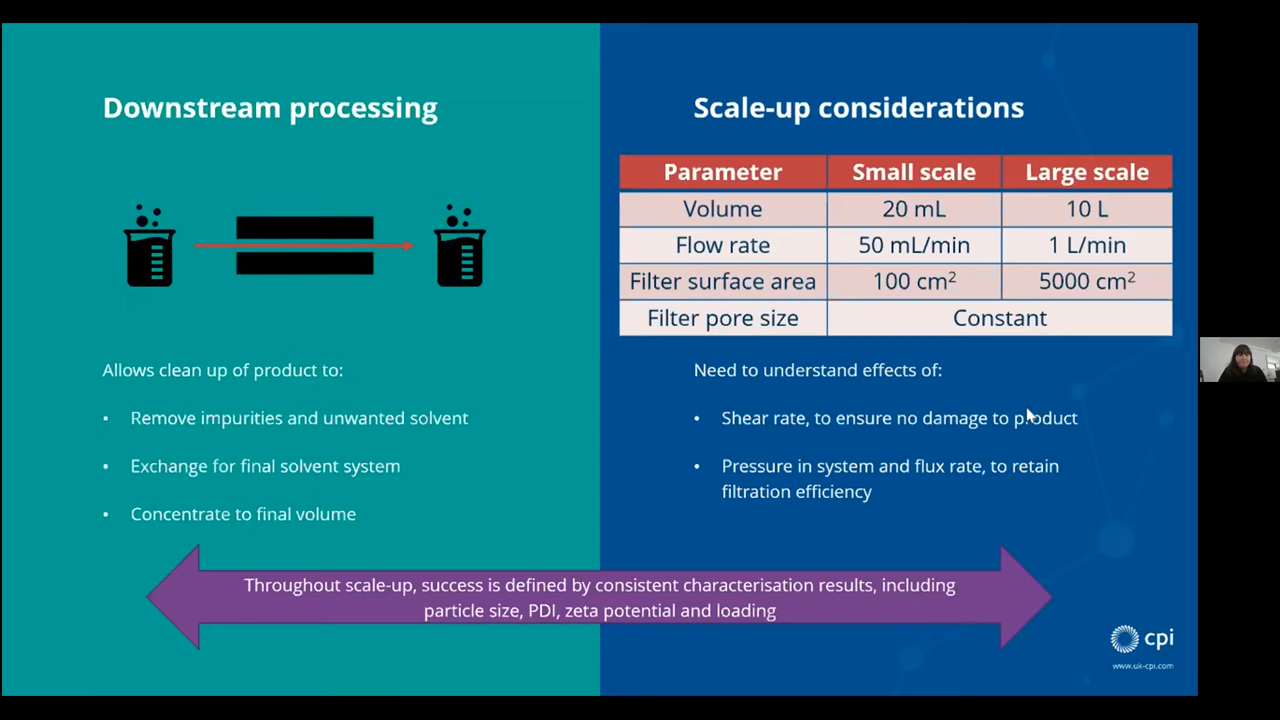 Downstream processing
Allows clean up of product to:
• Remove impurities and unwanted solvent
• Exchange for final solvent system
• Concentrate to final volume
Scale-up considerations
Parameter Small scale Large scale
Volume 20 mL 10 L
Flow rate 50 mL/min 1 L/min
Filter surface area 100 cm² 5000 cm²
Filter pore size Constant
Need to understand effects of:
• Shear rate, to ensure no damage to product
• Pressure in system and flux rate, to retain
filtration efficiency
Throughout scale-up, success is defined by consistent characterisation results, including
particle size, PDI, zeta potential and loading
cpi
www.uk-cpi.com